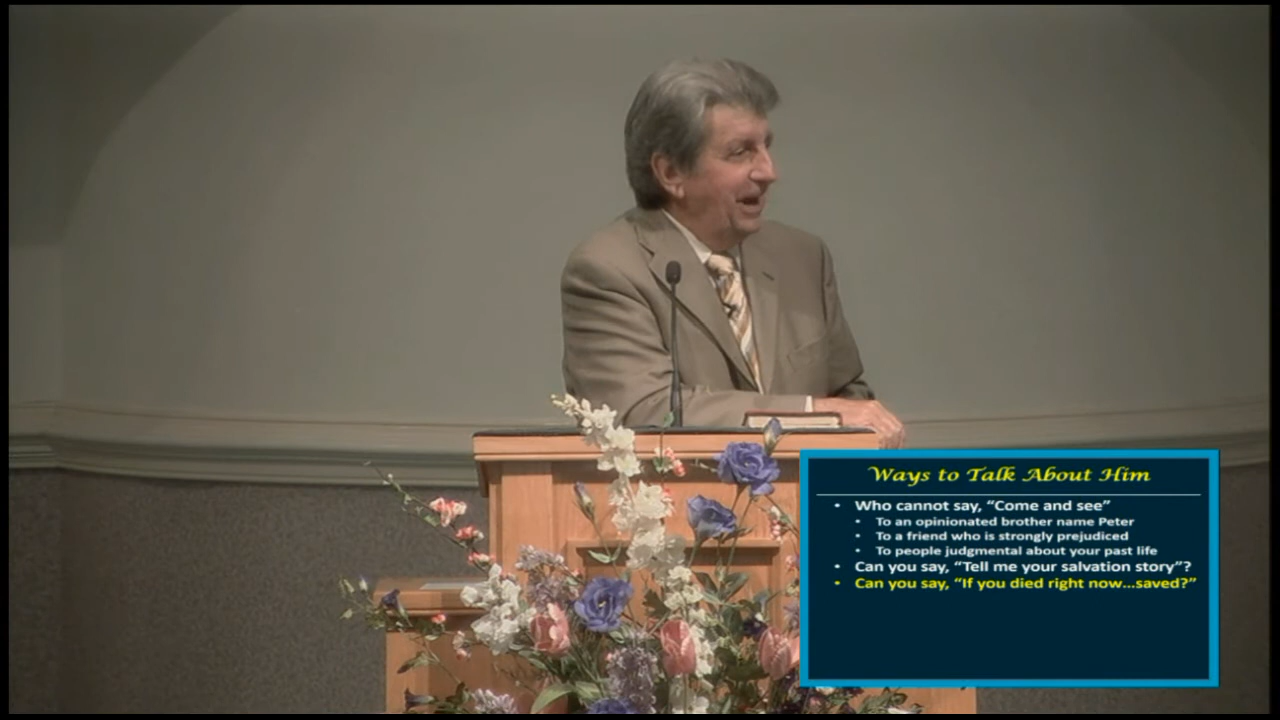 Ways to Talk About Him
• Who cannot say, “Come and see”
• To an opinionated brother name Peter
• To a friend who is strongly prejudiced
• To people judgmental about your past life
• Can you say, “Tell me your salvation story”?
• Can you say, “If you died right now...saved?”